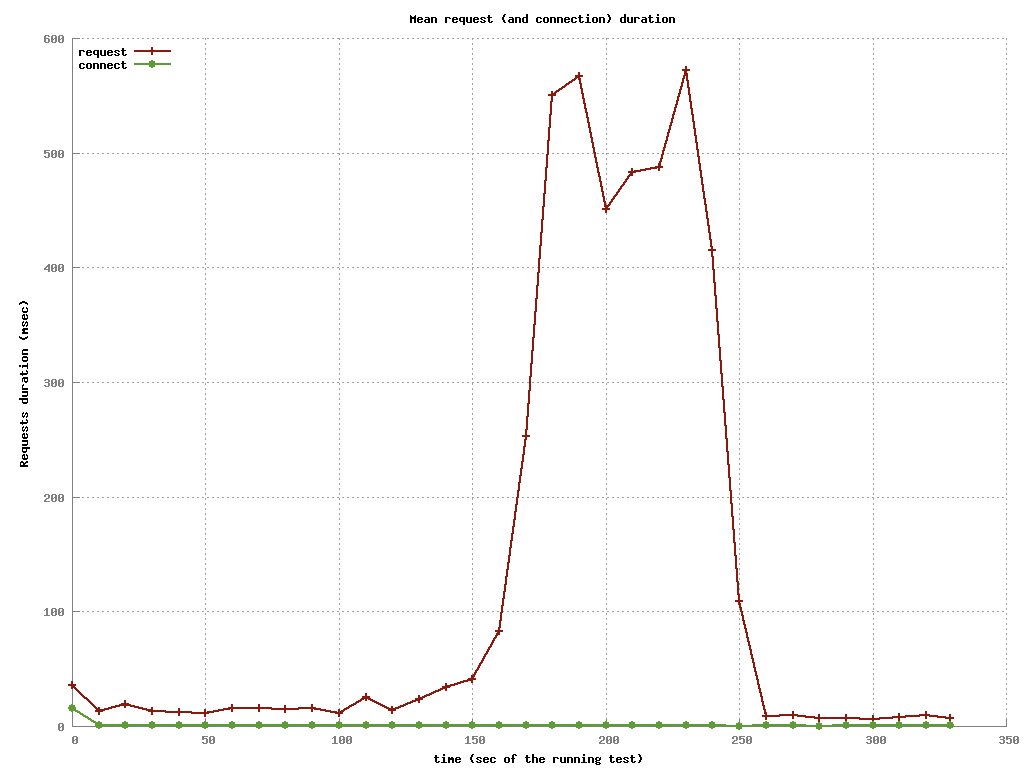 Mean request (and connection) duration
600
request
connect
500
400
300
200
100
0
Requests duration (msec)
0 50 100 150 200 250 300 350
time (sec of the running test)